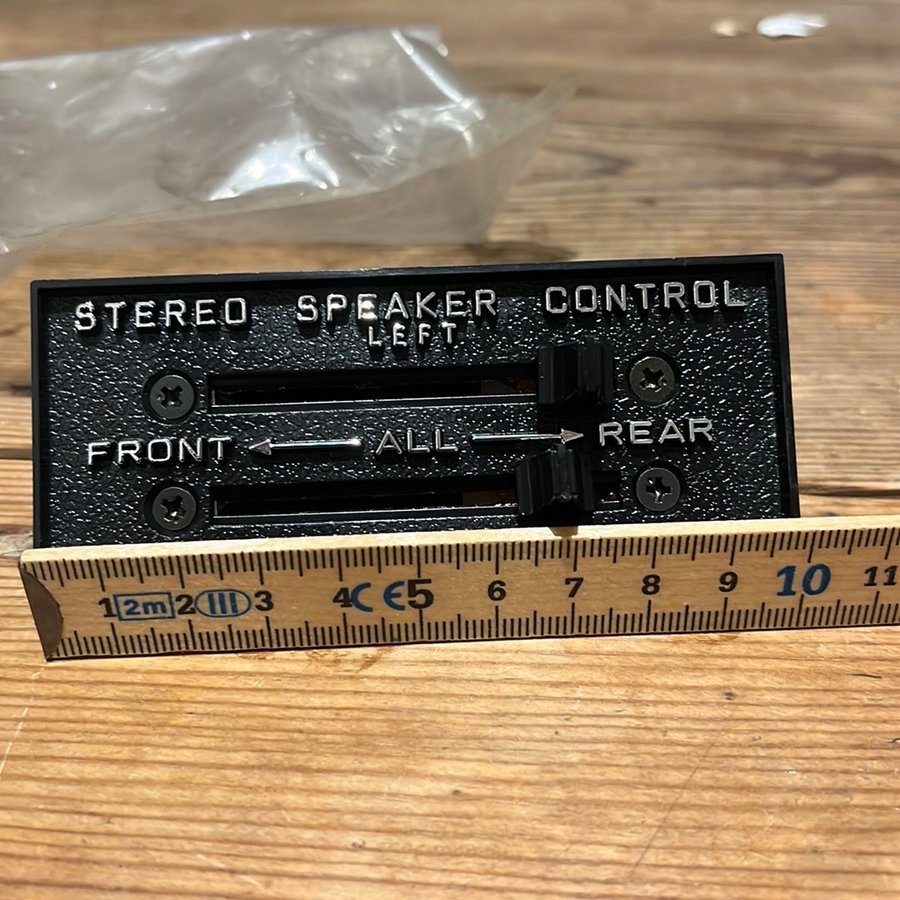 STEREO SPEAKER CONTROL
LEFT
FRONT ALL REAR
1 2m 2 III 3 4 CE 5 6 7 8 9 10 11